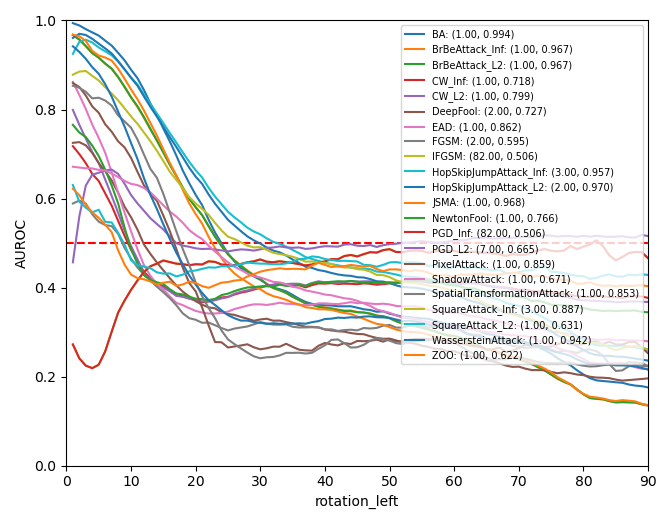 1.0
0.8
0.6
0.4
0.2
0.0
AUROC
0
10
20
30
40
50
60
70
80
90
rotation_left
BA: (1.00, 0.994)
BrBeAttack_Inf: (1.00, 0.967)
BrBeAttack_L2: (1.00, 0.967)
CW_Inf: (1.00, 0.718)
CW_L2: (1.00, 0.799)
DeepFool: (2.00, 0.727)
EAD: (1.00, 0.862)
FGSM: (2.00, 0.595)
IFGSM: (82.00, 0.506)
HopSkipJumpAttack_Inf: (3.00, 0.957)
HopSkipJumpAttack_L2: (2.00, 0.970)
JSMA: (1.00, 0.968)
NewtonFool: (1.00, 0.766)
PGD_Inf: (82.00, 0.506)
PGD_L2: (7.00, 0.665)
PixelAttack: (1.00, 0.859)
ShadowAttack: (1.00, 0.671)
SpatialTransformationAttack: (1.00, 0.853)
SquareAttack_Inf: (3.00, 0.887)
SquareAttack_L2: (1.00, 0.631)
WassersteinAttack: (1.00, 0.942)
ZOO: (1.00, 0.622)